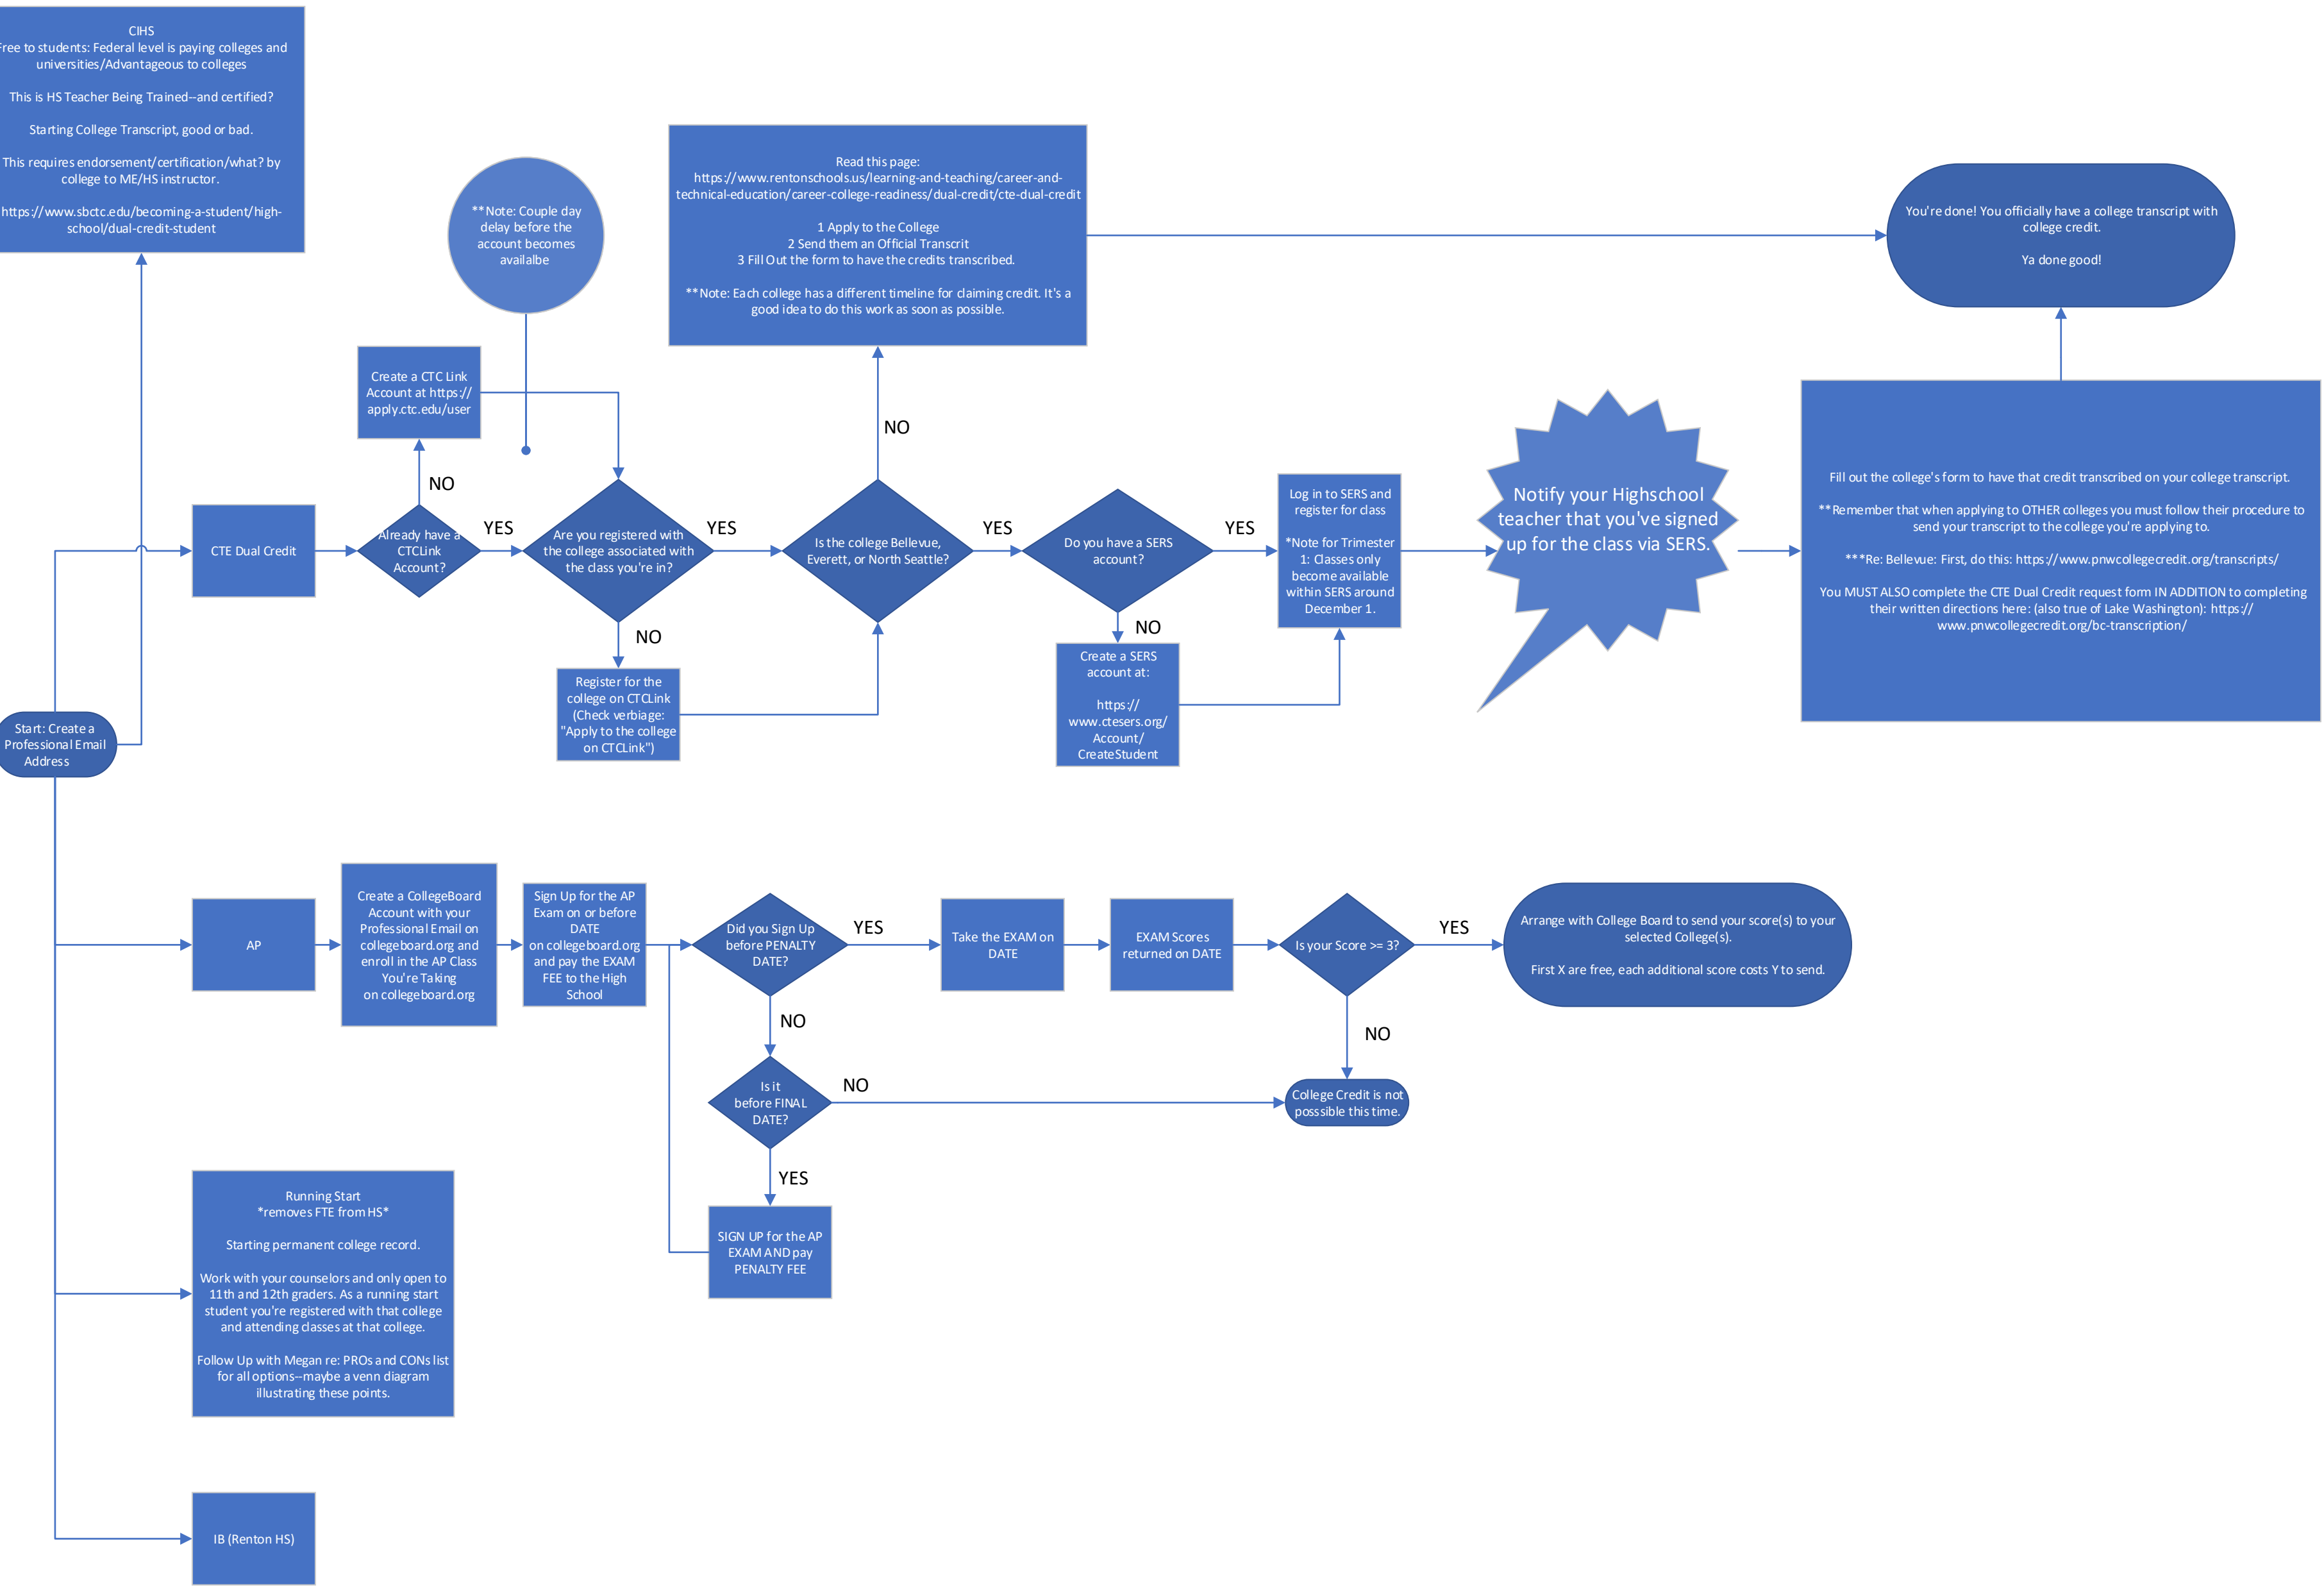 CIHS
Free to students: Federal level is paying colleges and
universities/Advantageous to colleges
This is HS Teacher Being Trained--and certified?
Starting College Transcript, good or bad.
This requires endorsement/certification/what? by
college to ME/HS instructor.
https://www.sbctc.edu/becoming-a-student/high-
school/dual-credit-student
**Note: Couple day
delay before the
account becomes
availalbe
Read this page:
https://www.rentonschools.us/learning-and-teaching/career-and-
technical-education/career-college-readiness/dual-credit/cte-dual-credit
1 Apply to the College
2 Send them an Official Transcrit
3 Fill Out the form to have the credits transcribed.
**Note: Each college has a different timeline for claiming credit. It's a
good idea to do this work as soon as possible.
You're done! You officially have a college transcript with
college credit.
Ya done good!
Create a CTC Link
Account at https://
apply.ctc.edu/user
NO
NO
CTE Dual Credit
Already have a
CTCLink
Account?
YES
Are you registered with
the college associated with
the class you're in?
YES
Is the college Bellevue,
Everett, or North Seattle?
YES
Do you have a SERS
account?
YES
Log in to SERS and
register for class
*Note for Trimester
1: Classes only
become available
within SERS around
December 1.
Notify your Highschool
teacher that you've signed
up for the class via SERS.
Fill out the college's form to have that credit transcribed on your college transcript.
**Remember that when applying to OTHER colleges you must follow their procedure to
send your transcript to the college you're applying to.
***Re: Bellevue: First, do this: https://www.pnwcollegecredit.org/transcripts/
You MUST ALSO complete the CTE Dual Credit request form IN ADDITION to completing
their written directions here: (also true of Lake Washington): https://
www.pnwcollegecredit.org/bc-transcription/
NO
NO
Register for the
college on CTCLink
(Check verbiage:
"Apply to the college
on CTCLink")
Create a SERS
account at:
https://
www.ctesers.org/
Account/
CreateStudent
Start: Create a
Professional Email
Address
AP
Create a CollegeBoard
Account with your
Professional Email on
collegeboard.org and
enroll in the AP Class
You're Taking
on collegeboard.org
Sign Up for the AP
Exam on or before
DATE
on collegeboard.org
and pay the EXAM
FEE to the High
School
Did you Sign Up
before PENALTY
DATE?
YES
Take the EXAM on
DATE
EXAM Scores
returned on DATE
Is your Score >= 3?
YES
Arrange with College Board to send your score(s) to your
selected College(s).
First X are free, each additional score costs Y to send.
NO
NO
Is it
before FINAL
DATE?
NO
College Credit is not
posssible this time.
YES
SIGN UP for the AP
EXAM AND pay
PENALTY FEE
Running Start
*removes FTE from HS*
Starting permanent college record.
Work with your counselors and only open to
11th and 12th graders. As a running start
student you're registered with that college
and attending classes at that college.
Follow Up with Megan re: PROs and CONs list
for all options--maybe a venn diagram
illustrating these points.
IB (Renton HS)